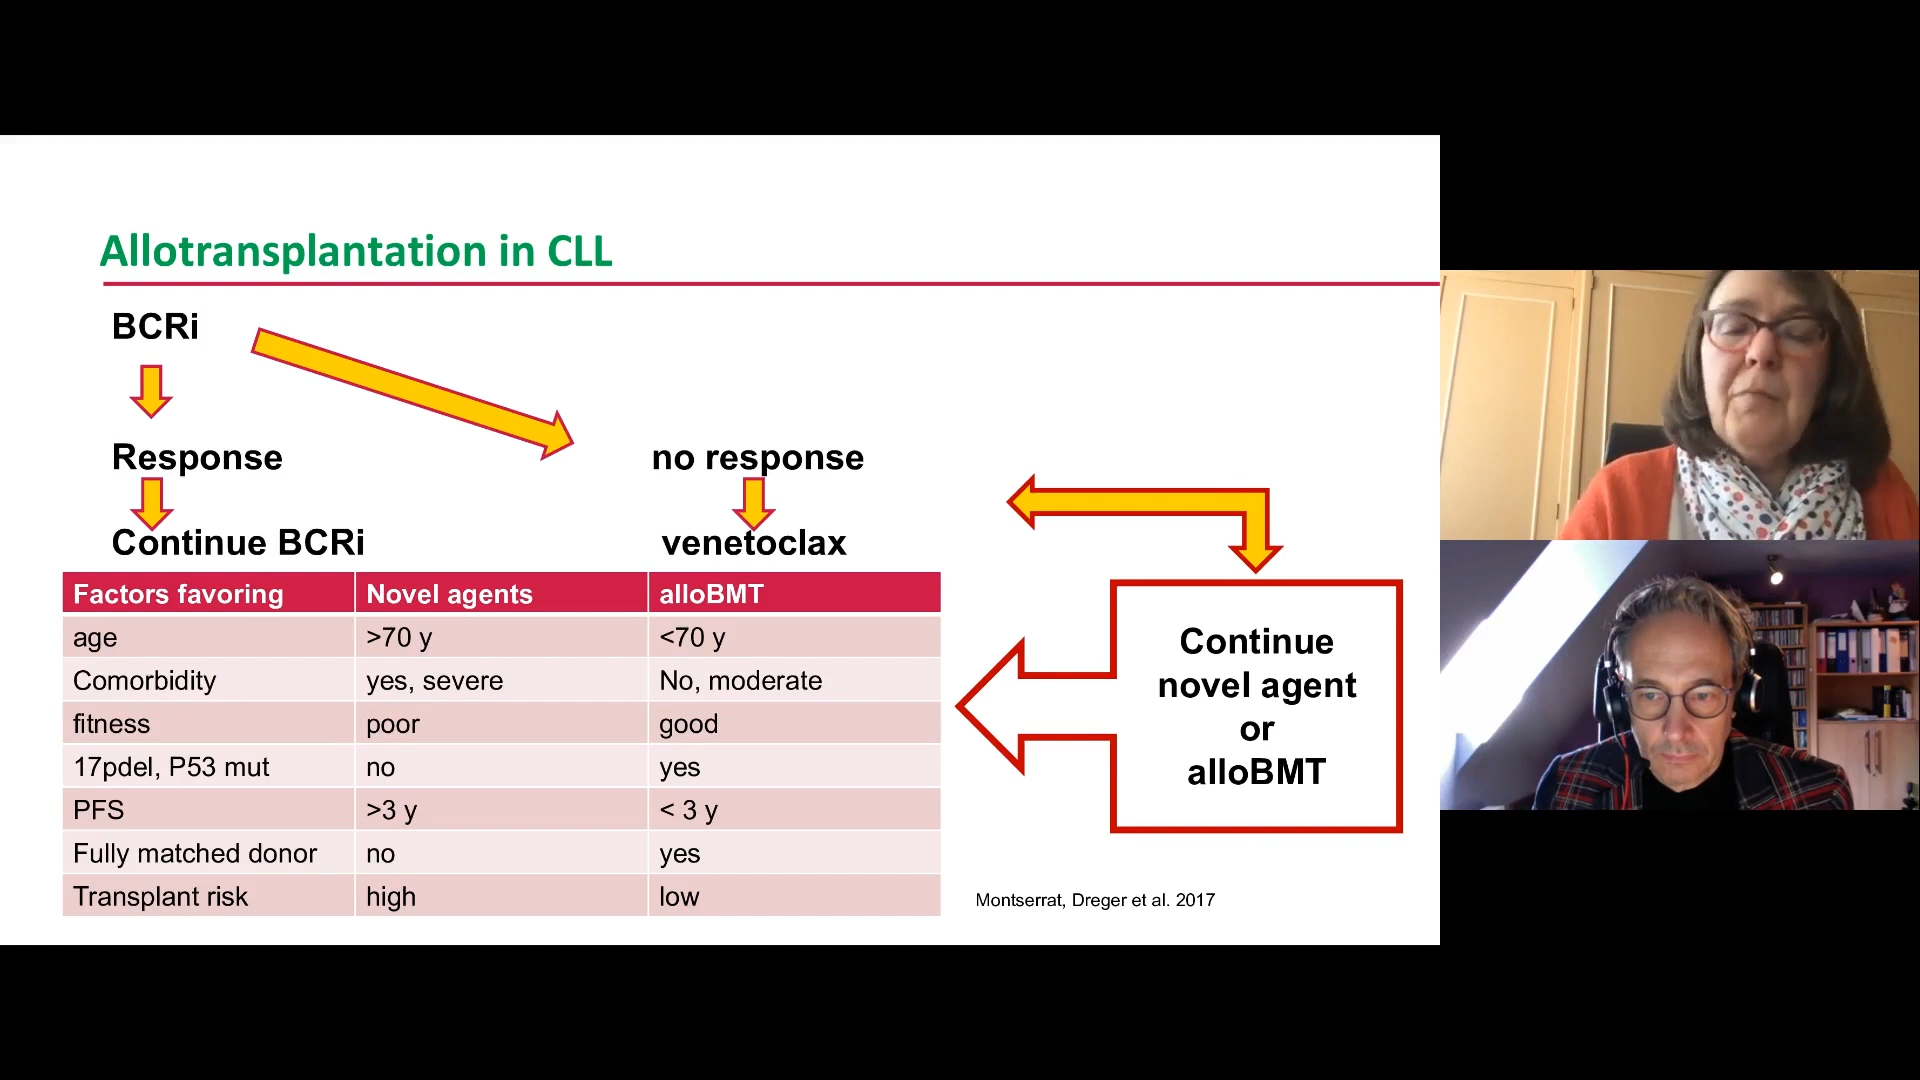 Allotransplantation in CLL
BCRi
Response
no response
Continue BCRi
venetoclax
Factors favoring Novel agents alloBMT
age >70 y <70 y
Comorbidity yes, severe No, moderate
fitness poor good
17pdel, P53 mut no yes
PFS >3 y < 3 y
Fully matched donor no yes
Transplant risk high low
Continue
novel agent
or
alloBMT
Montserrat, Dreger et al. 2017